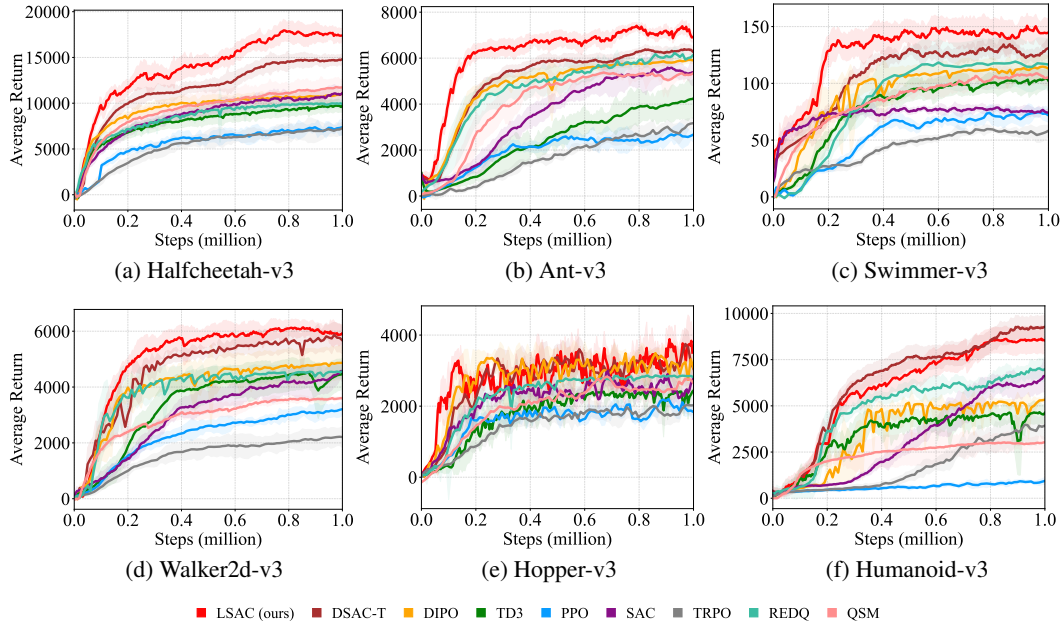 20000
15000
10000
5000
0
Average Return
0.0 0.2 0.4 0.6 0.8 1.0
Steps (million)
(a) Halfcheetah-v3
8000
6000
4000
2000
0
Average Return
0.0 0.2 0.4 0.6 0.8 1.0
Steps (million)
(b) Ant-v3
150
100
50
0
Average Return
0.0 0.2 0.4 0.6 0.8 1.0
Steps (million)
(c) Swimmer-v3
6000
4000
2000
0
Average Return
0.0 0.2 0.4 0.6 0.8 1.0
Steps (million)
(d) Walker2d-v3
4000
2000
0
Average Return
0.0 0.2 0.4 0.6 0.8 1.0
Steps (million)
(e) Hopper-v3
10000
7500
5000
2500
0
Average Return
0.0 0.2 0.4 0.6 0.8 1.0
Steps (million)
(f) Humanoid-v3
LSAC (ours) DSAC-T DIPO TD3 PPO SAC TRPO REDQ QSM